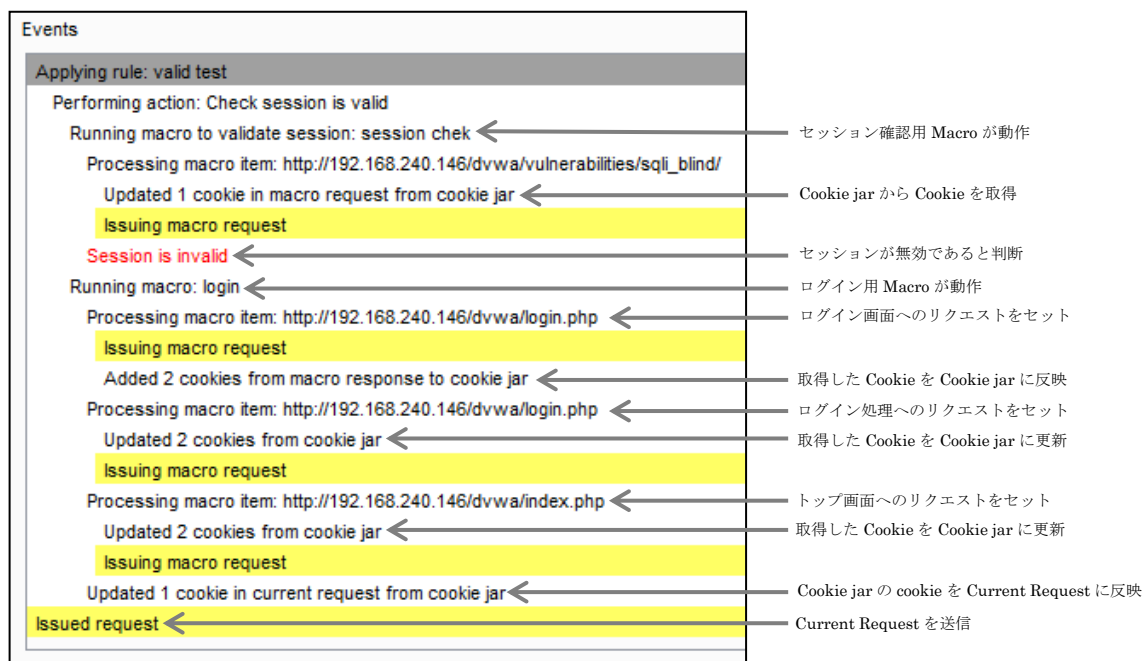 Events
Applying rule: valid test
Performing action: Check session is valid
Running macro to validate session: session chek
セッション確認用 Macro が動作
Processing macro item: http://192.168.240.146/dvwa/vulnerabilities/sqli_blind/
Updated 1 cookie in macro request from cookie jar
Cookie jar から Cookie を取得
Issuing macro request
Session is invalid
セッションが無効であると判断
Running macro: login
ログイン用 Macro が動作
Processing macro item: http://192.168.240.146/dvwa/login.php
ログイン画面へのリクエストをセット
Issuing macro request
Added 2 cookies from macro response to cookie jar
取得した Cookie を Cookie jar に反映
Processing macro item: http://192.168.240.146/dvwa/login.php
ログイン処理へのリクエストをセット
Updated 2 cookies from cookie jar
取得した Cookie を Cookie jar に更新
Issuing macro request
Processing macro item: http://192.168.240.146/dvwa/index.php
トップ画面へのリクエストをセット
Updated 2 cookies from cookie jar
取得した Cookie を Cookie jar に更新
Issuing macro request
Updated 1 cookie in current request from cookie jar
Cookie jar の cookie を Current Request に反映
Issued request
Current Request を送信